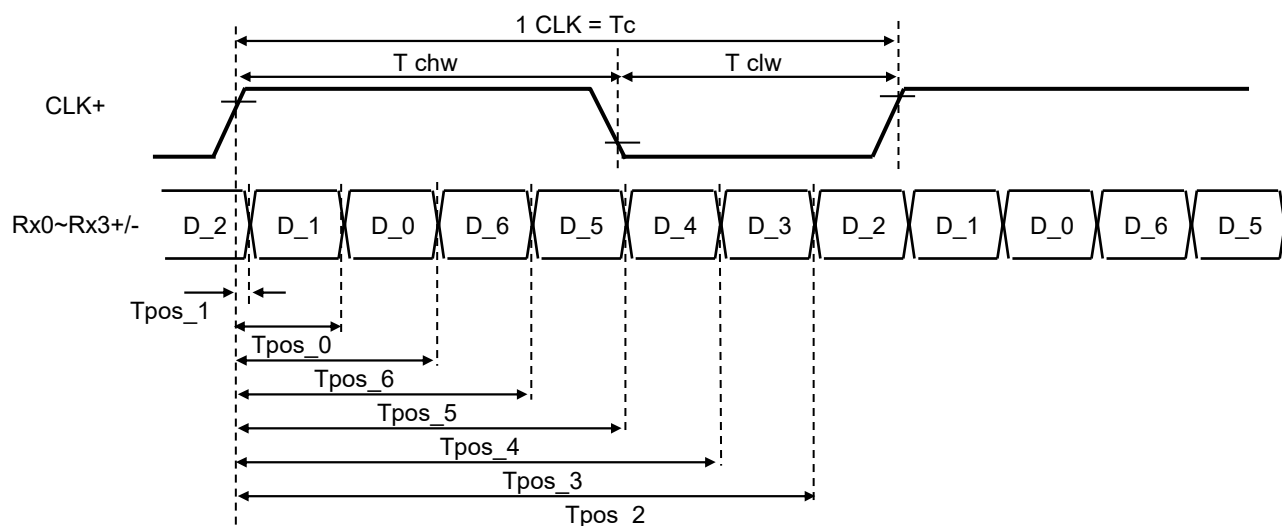 1 CLK = Tc
T chw T clw
CLK+
Rx0~Rx3+/- D_2 D_1 D_0 D_6 D_5 D_4 D_3 D_2 D_1 D_0 D_6 D_5
Tpos_1
Tpos_0
Tpos_6
Tpos_5
Tpos_4
Tpos_3
Tpos_2